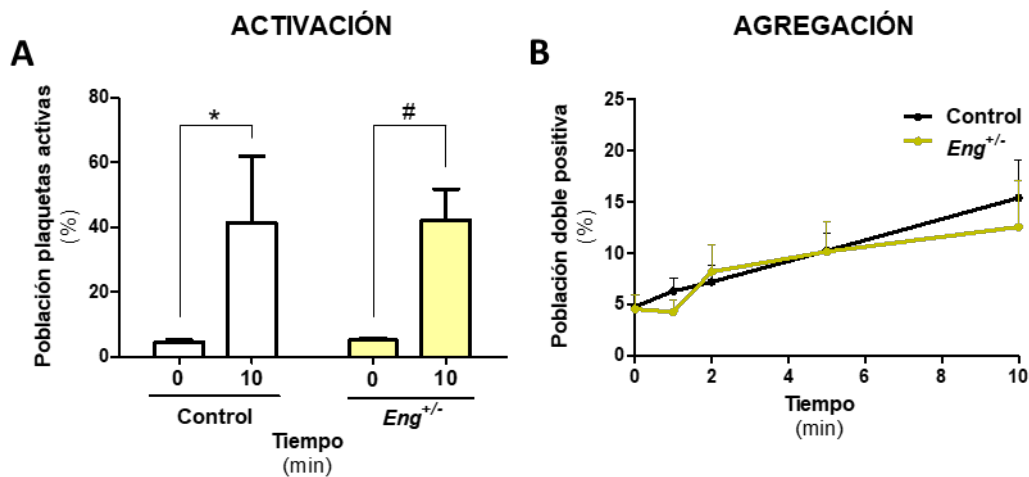 ACTIVACIÓN
A
Población plaquetas activas
(%)
80
60
40
20
0
*
#
0
10
0
10
Control
Eng+/-
Tiempo
(min)
AGREGACIÓN
B
Población doble positiva
(%)
25
20
15
10
5
0
Control
Eng+/-
0
2
4
6
8
10
Tiempo
(min)